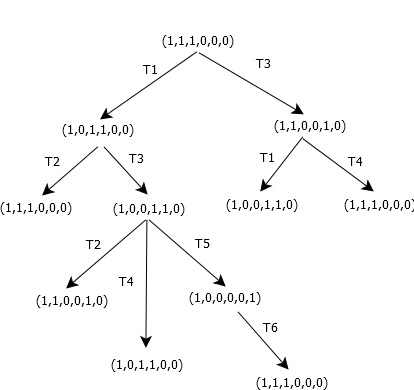 (1,1,1,0,0,0)
T1 T3
(1,0,1,1,0,0) (1,1,0,0,1,0)
T2 T3 T1 T4
(1,1,1,0,0,0) (1,0,0,1,1,0) (1,0,0,1,1,0) (1,1,1,0,0,0)
T2 T4 T5
(1,1,0,0,1,0) (1,0,0,0,0,1)
T6
(1,0,1,1,0,0)
(1,1,1,0,0,0)